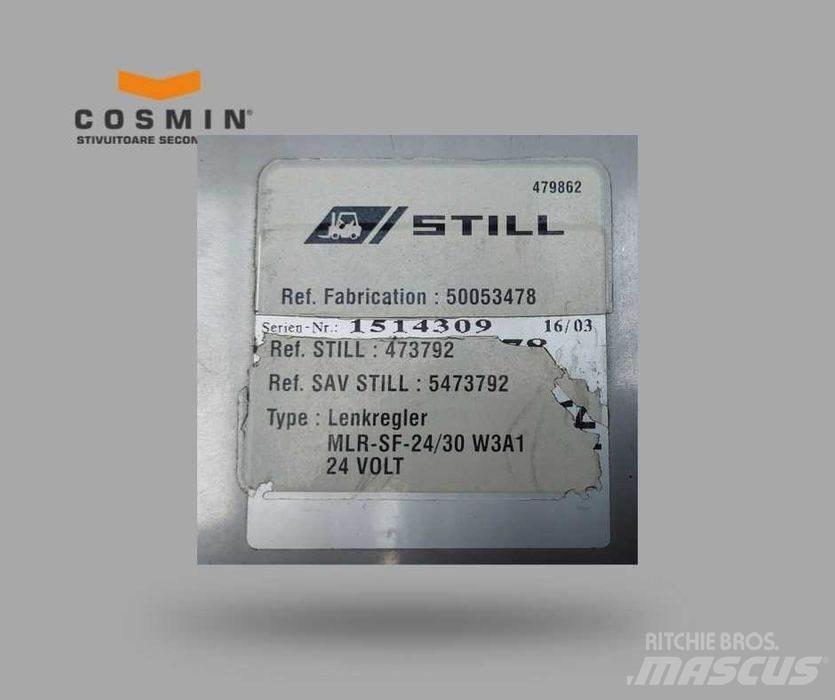 COSMIN®
STIVUITOARE SECON
479862
STILL
Ref. Fabrication : 50053478
Serien-Nr.: 1514309 16/03
Ref. STILL : 473792
Ref. SAV STILL : 5473792
Type : Lenkregler
MLR-SF-24/30 W3A1
24 VOLT
RITCHIE BROS.
MASCUS